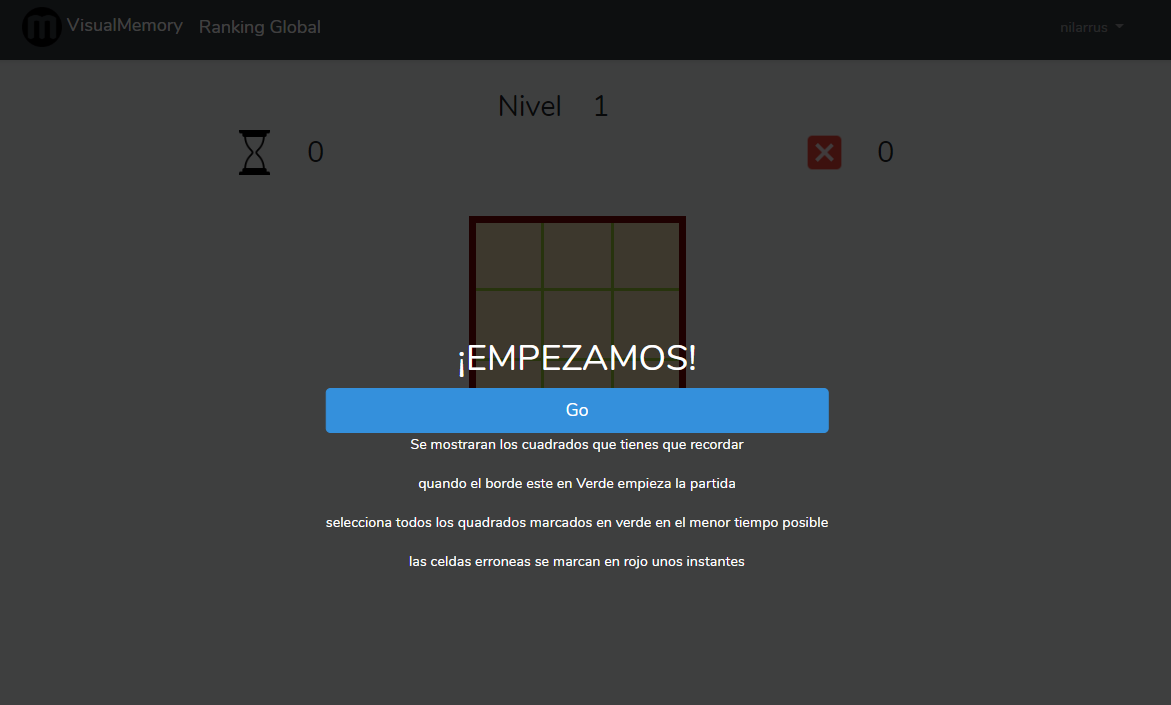 VisualMemory Ranking Global nilarrus
Nivel 1
0 0
¡EMPEZAMOS!
Go
Se mostraran los cuadrados que tienes que recordar
quando el borde este en Verde empieza la partida
selecciona todos los quadrados marcados en verde en el menor tiempo posible
las celdas erroneas se marcan en rojo unos instantes